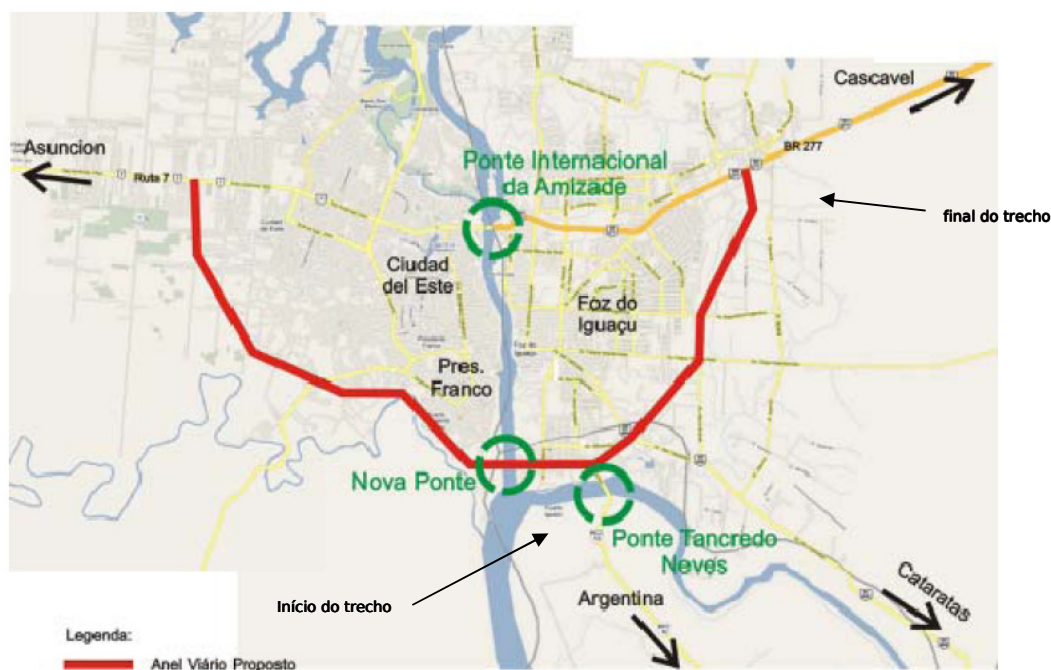 Cascavel
BR 277
Asuncion
Ruta 7
Ponte Internacional
da Amizade
final do trecho
Ciudad
del Este
Foz do
Iguaçu
Pres.
Franco
Nova Ponte
Ponte Tancredo
Neves
Início do trecho
Argentina
Cataratas
Legenda:
Anel Viário Proposto